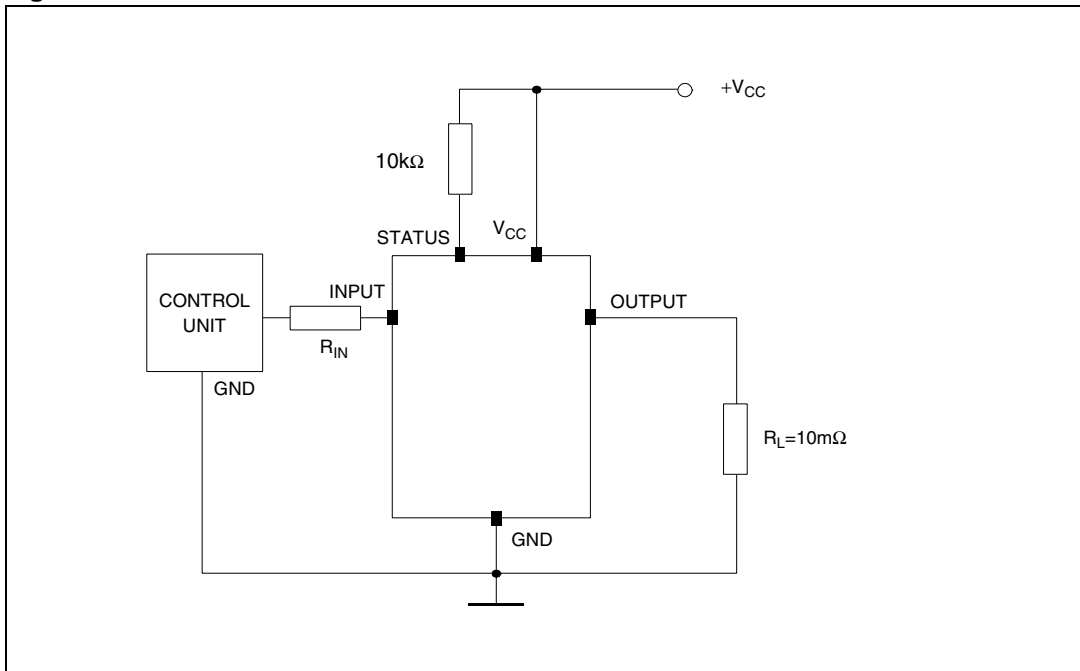 +VCC
10kΩ
STATUS
VCC
INPUT
OUTPUT
CONTROL
UNIT
RIN
GND
RL=10mΩ
GND